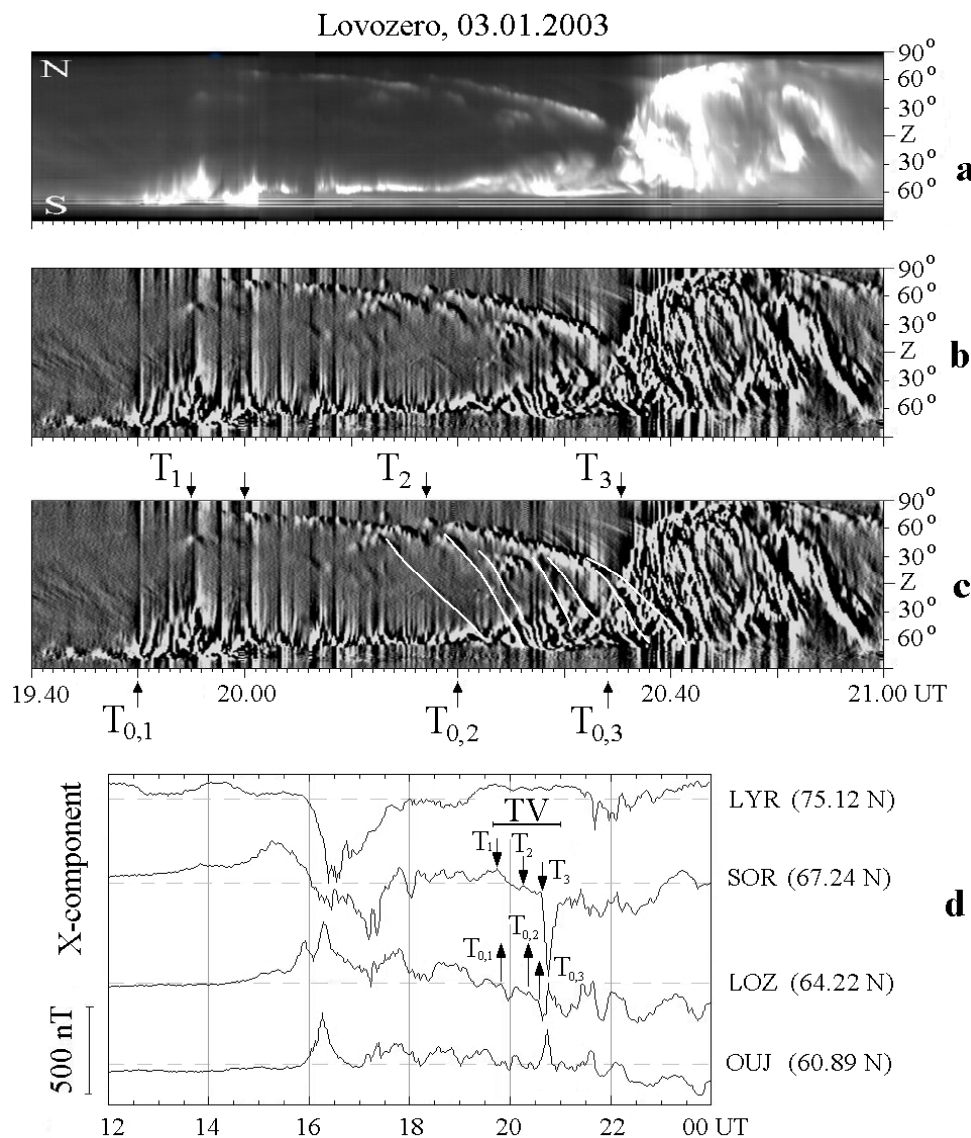 Lovozero, 03.01.2003
N
S
90°
60°
30°
Z
30°
60°
a
90°
60°
30°
Z
30°
60°
b
T1 T2 T3
90°
60°
30°
Z
30°
60°
c
19.40 20.00 20.40 21.00 UT
T0,1 T0,2 T0,3
X-component
500 nT
LYR (75.12 N)
TV
T1 T2 T3
SOR (67.24 N)
d
T0,1 T0,2 T0,3
LOZ (64.22 N)
OUJ (60.89 N)
12 14 16 18 20 22 00 UT